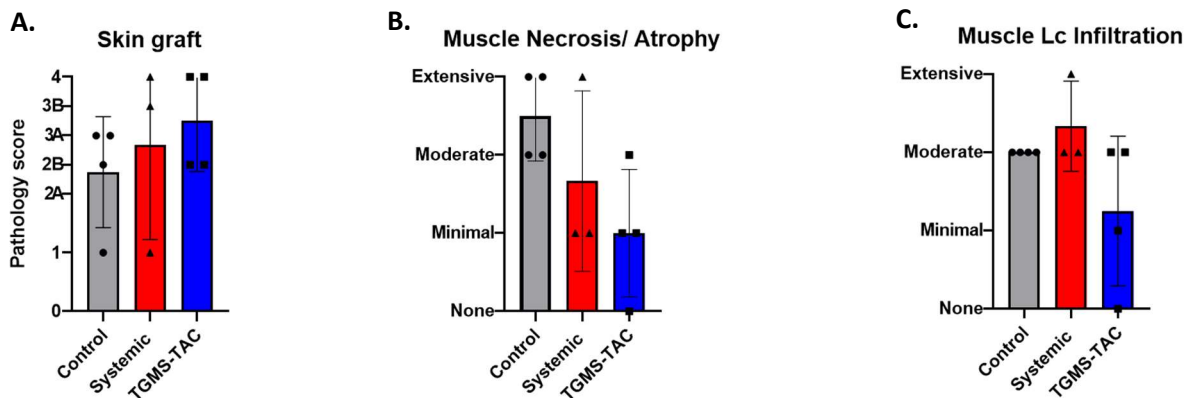 A.
Skin graft
Pathology score
4
3B
3A
2B
2A
1
0
Control
Systemic
TGMS-TAC
B.
Muscle Necrosis/ Atrophy
Extensive
Moderate
Minimal
None
Control
Systemic
TGMS-TAC
C.
Muscle Lc Infiltration
Extensive
Moderate
Minimal
None
Control
Systemic
TGMS-TAC